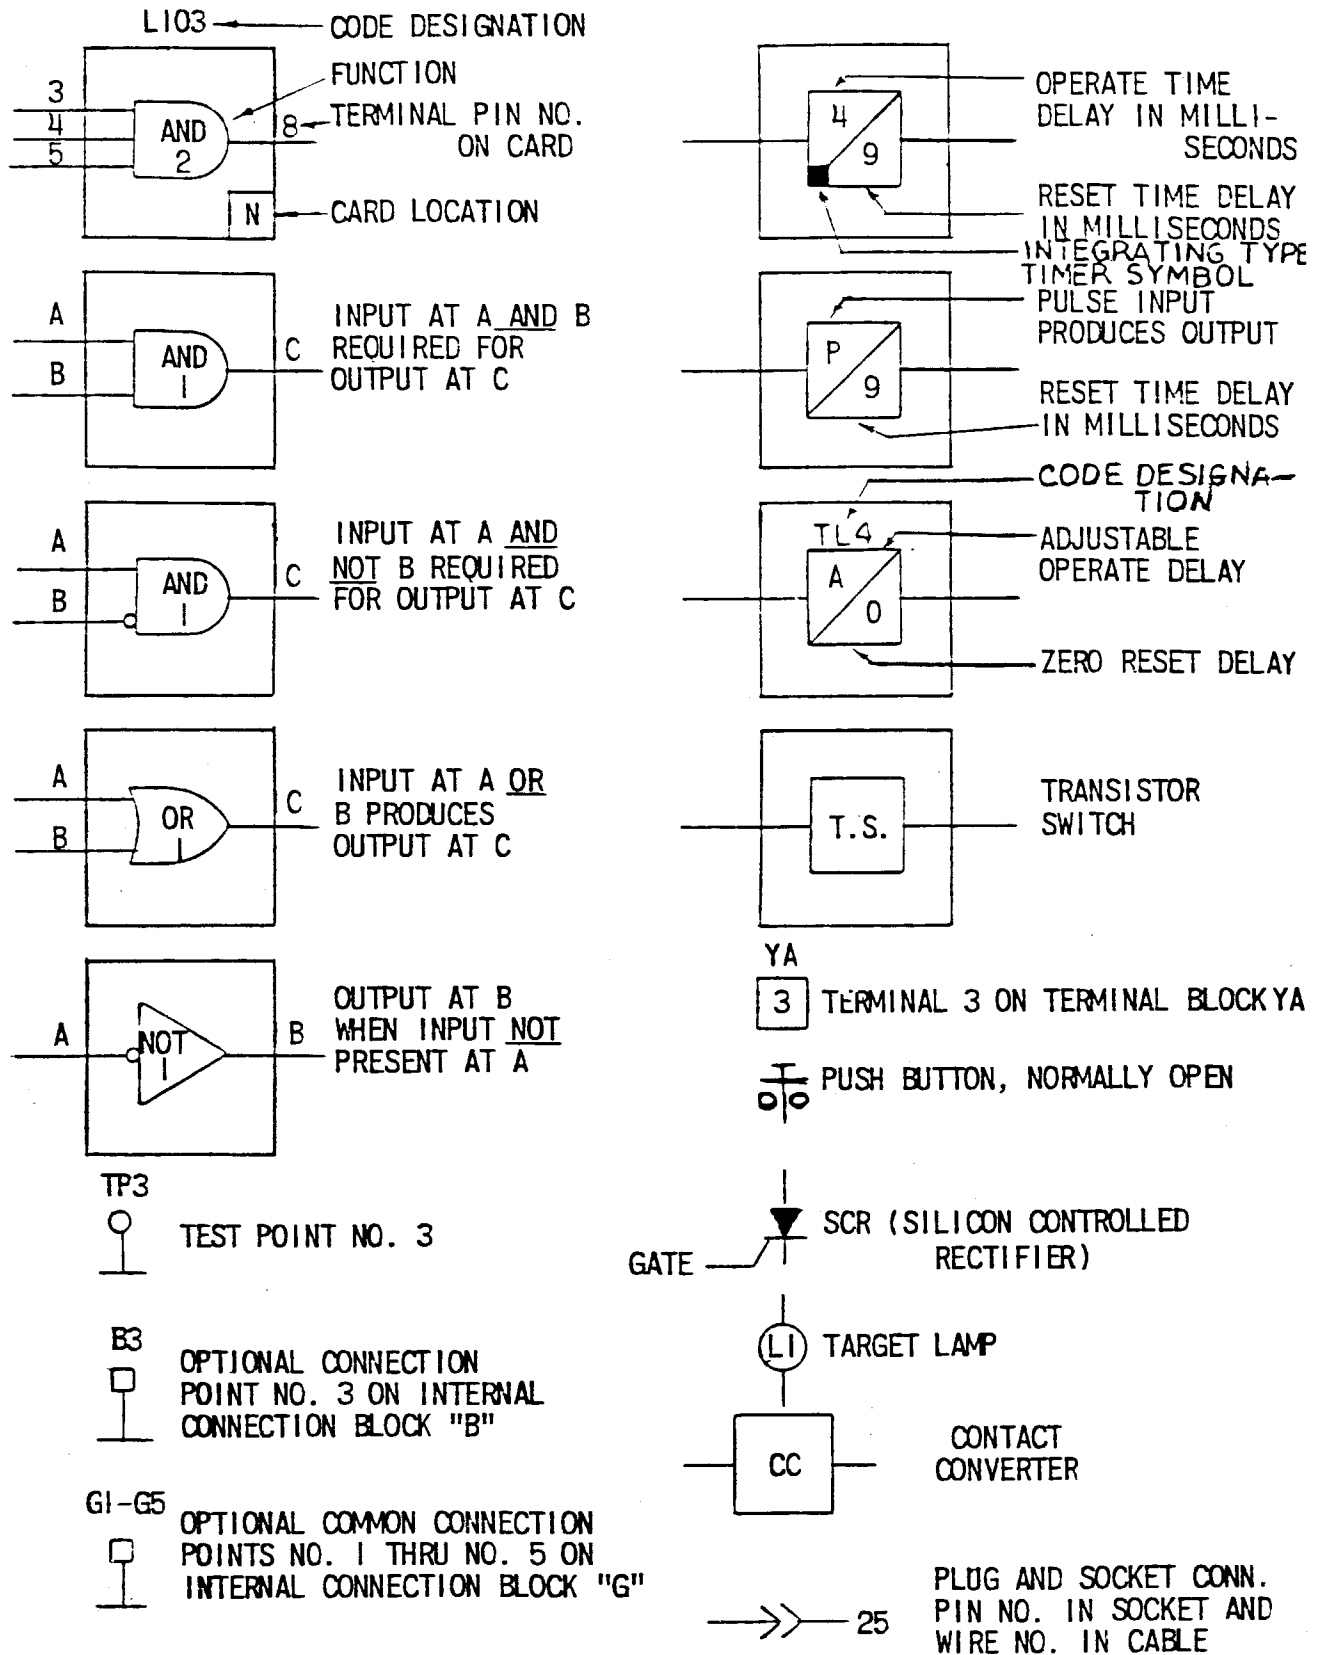 L103
CODE DESIGNATION
FUNCTION
3
4
5
AND
2
8
TERMINAL PIN NO.
ON CARD
N
CARD LOCATION
A
B
AND
1
C
INPUT AT A AND B
REQUIRED FOR
OUTPUT AT C
A
B
AND
1
C
INPUT AT A AND
NOT B REQUIRED
FOR OUTPUT AT C
A
B
OR
1
C
INPUT AT A OR
B PRODUCES
OUTPUT AT C
A
NOT
1
B
OUTPUT AT B
WHEN INPUT NOT
PRESENT AT A
TP3
TEST POINT NO. 3
B3
OPTIONAL CONNECTION
POINT NO. 3 ON INTERNAL
CONNECTION BLOCK "B"
G1-G5
OPTIONAL COMMON CONNECTION
POINTS NO. 1 THRU NO. 5 ON
INTERNAL CONNECTION BLOCK "G"
4
9
OPERATE TIME
DELAY IN MILLI-
SECONDS
RESET TIME DELAY
IN MILLISECONDS
INTEGRATING TYPE
TIMER SYMBOL
P
9
PULSE INPUT
PRODUCES OUTPUT
RESET TIME DELAY
IN MILLISECONDS
CODE DESIGNA-
TION
TL4
A
0
ADJUSTABLE
OPERATE DELAY
ZERO RESET DELAY
T.S.
TRANSISTOR
SWITCH
YA
3
TERMINAL 3 ON TERMINAL BLOCK YA
PUSH BUTTON, NORMALLY OPEN
GATE
SCR (SILICON CONTROLLED
RECTIFIER)
L1
TARGET LAMP
CC
CONTACT
CONVERTER
25
PLUG AND SOCKET CONN.
PIN NO. IN SOCKET AND
WIRE NO. IN CABLE